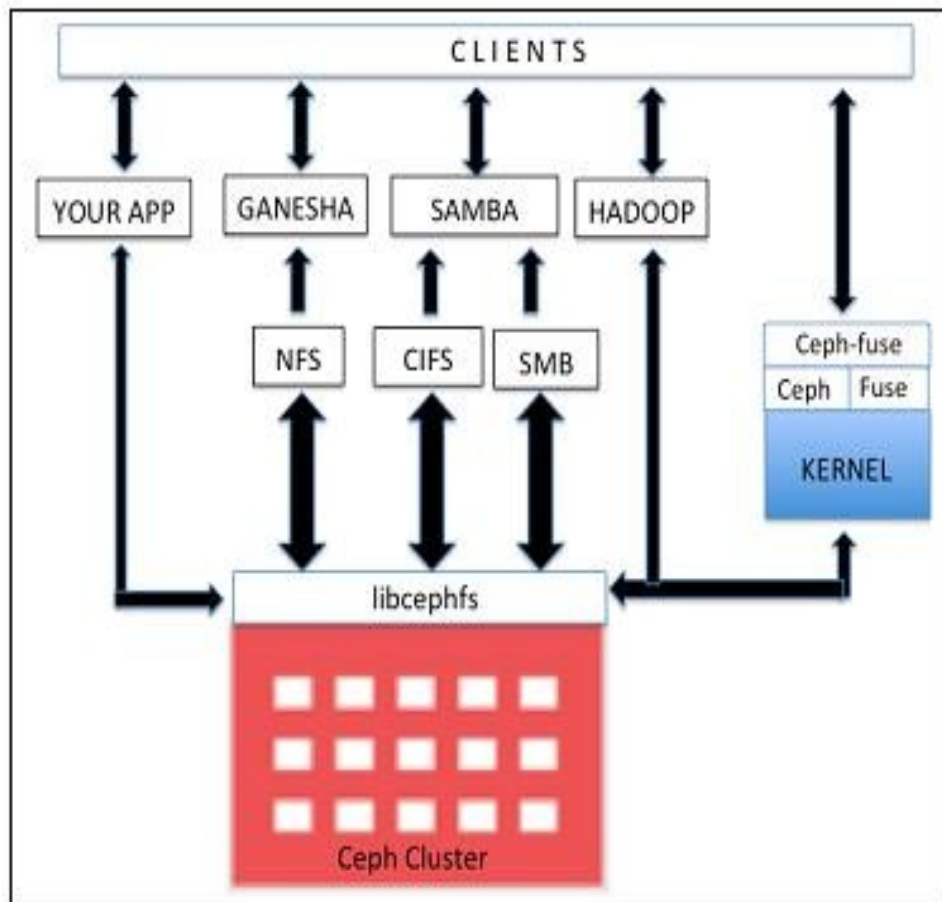 CLIENTS
YOUR APP
GANESHA
SAMBA
HADOOP
NFS
CIFS
SMB
Ceph-fuse
Ceph
Fuse
KERNEL
libcephfs
Ceph Cluster